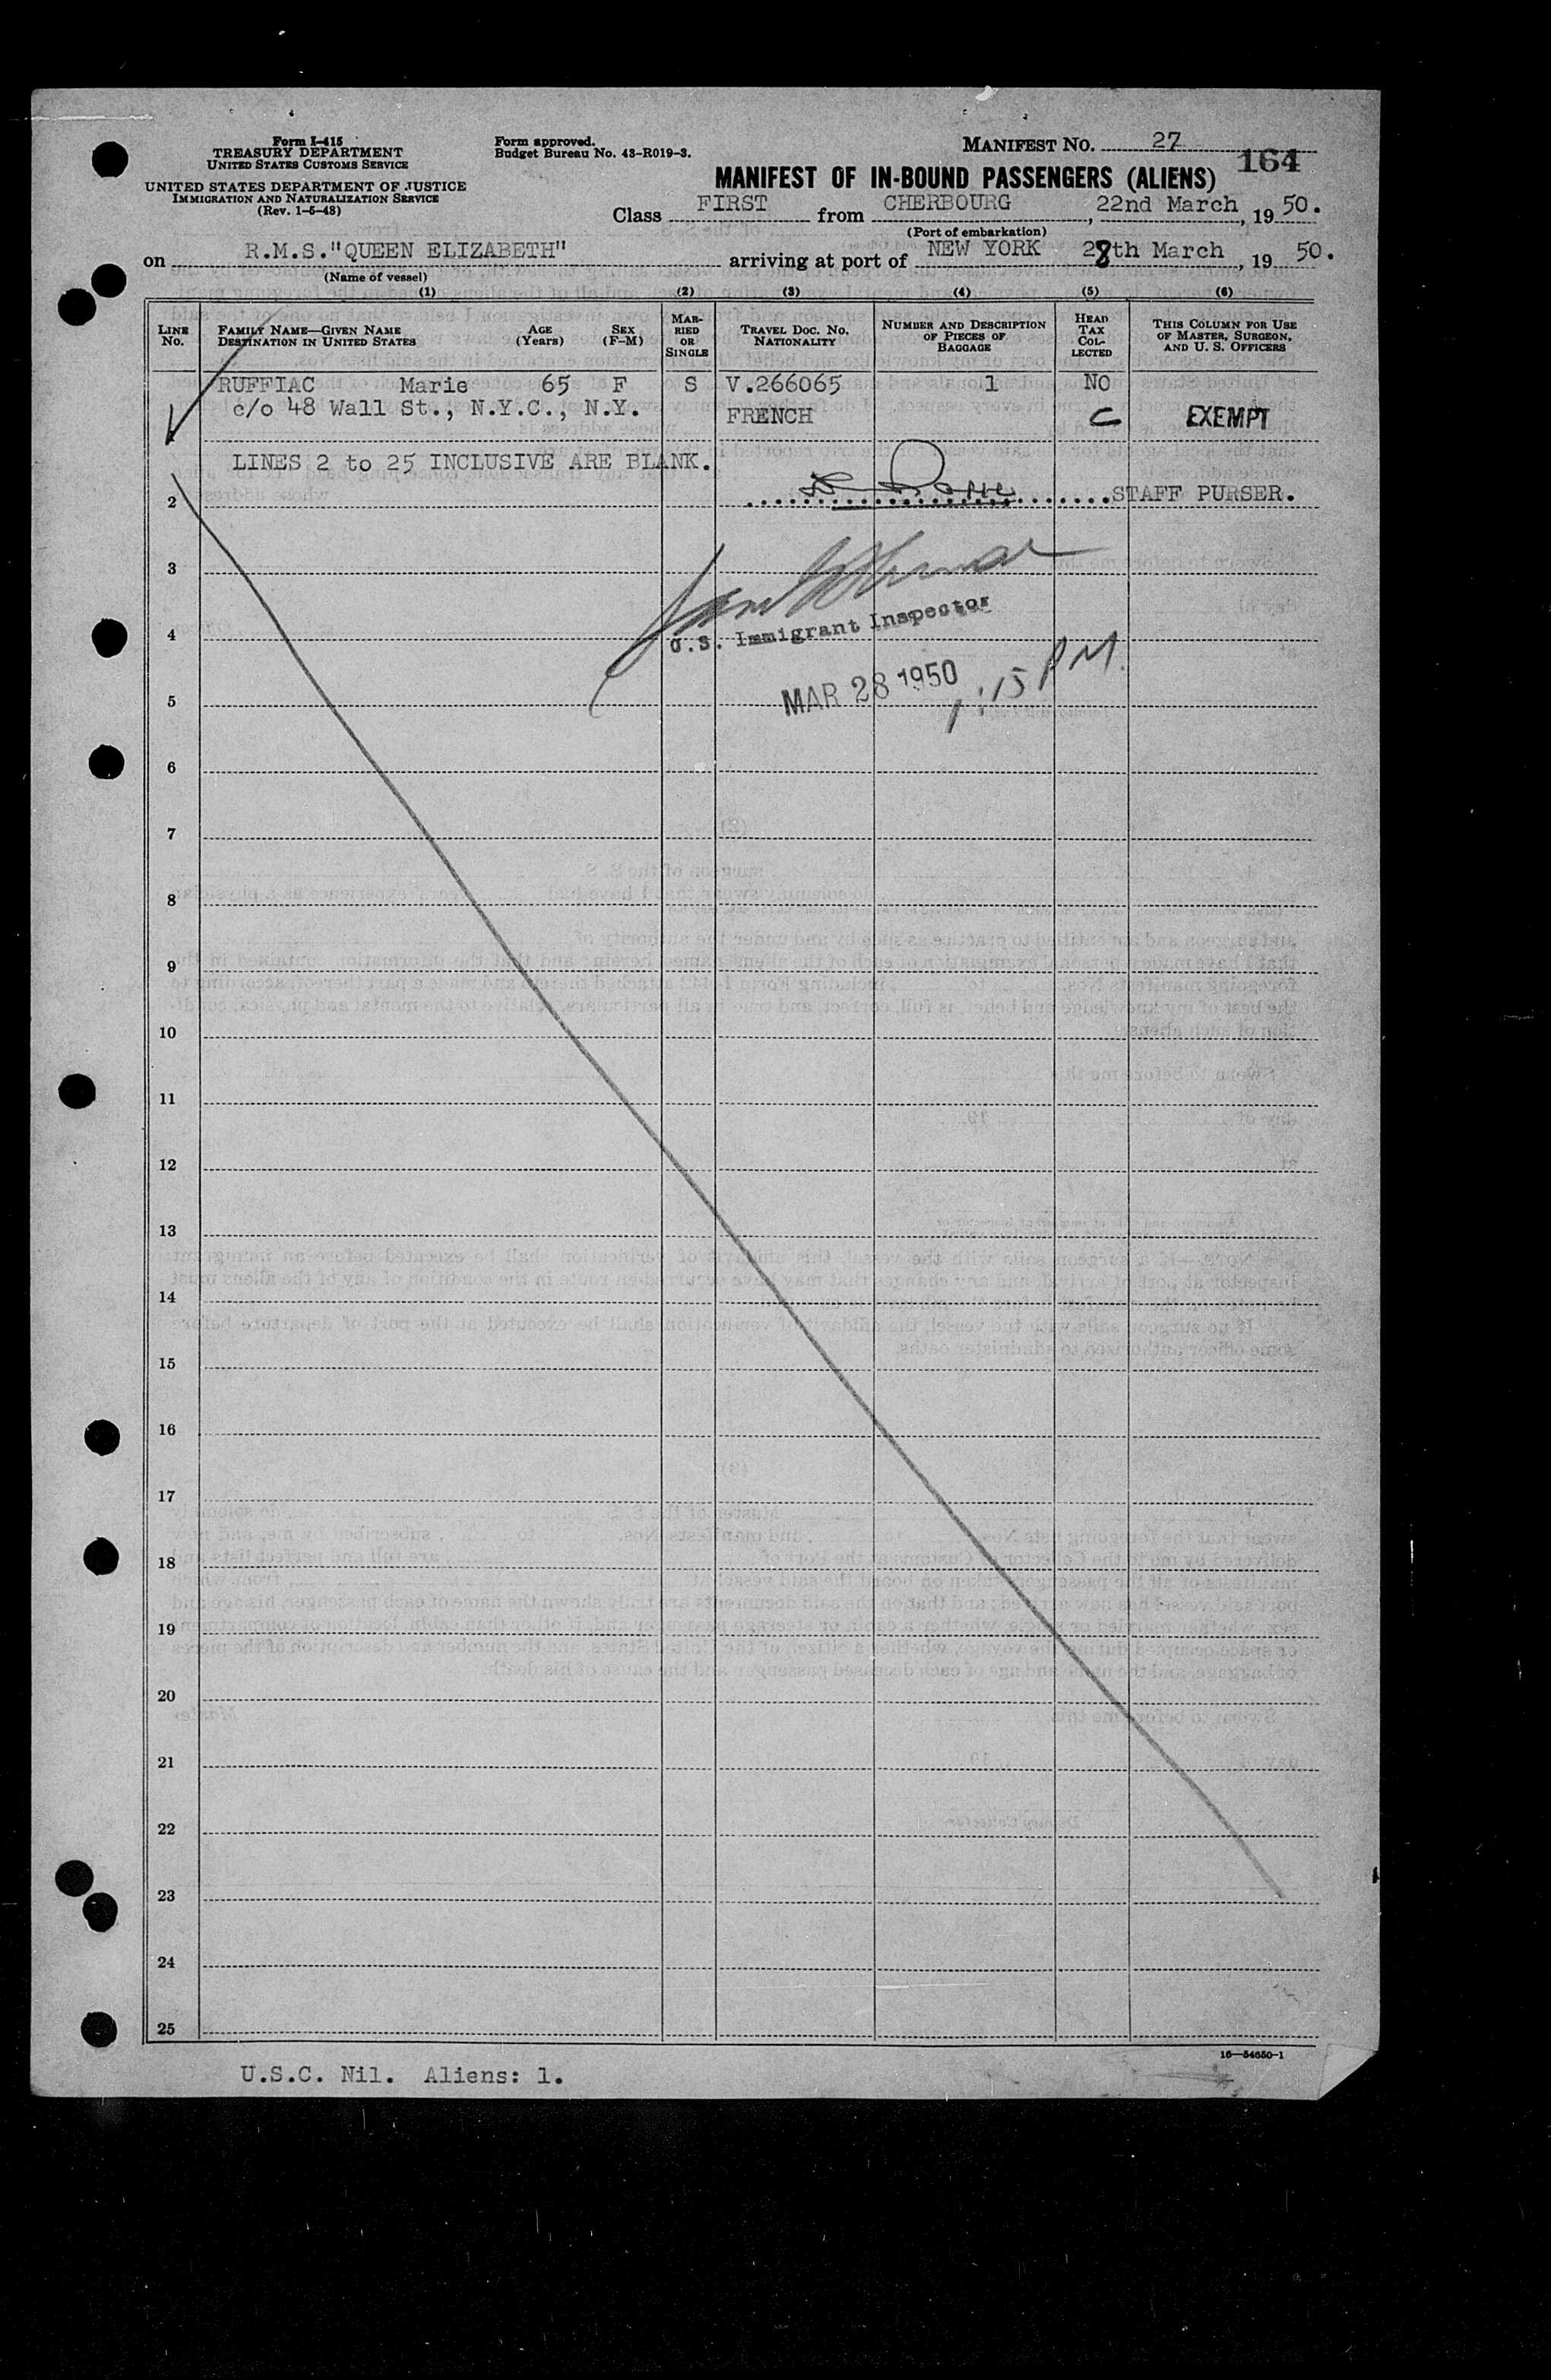 Form I-415
TREASURY DEPARTMENT
UNITED STATES CUSTOMS SERVICE
UNITED STATES DEPARTMENT OF JUSTICE
IMMIGRATION AND NATURALIZATION SERVICE
(Rev. 1-5-48)
Form approved.
Budget Bureau No. 43-R019-3.
MANIFEST NO. 27
164
MANIFEST OF IN-BOUND PASSENGERS (ALIENS)
Class FIRST from CHERBOURG, 22nd March, 19 50.
(Port of embarkation)
on R.M.S."QUEEN ELIZABETH" arriving at port of NEW YORK 28th March, 19 50.
(Name of vessel)
(1) (2) (3) (4) (5) (6)
LINE NO.
FAMILY NAME—GIVEN NAME
DESTINATION IN UNITED STATES
AGE (Years)
SEX (F-M)
MARRIED OR SINGLE
TRAVEL DOC. NO.
NATIONALITY
NUMBER AND DESCRIPTION OF PIECES OF BAGGAGE
HEAD TAX COLLECTED
THIS COLUMN FOR USE OF MASTER, SURGEON, AND U. S. OFFICERS
RUFFIAC Marie 65 F S V.266065 1 NO
c/o 48 Wall St., N.Y.C., N.Y. FRENCH C EXEMPT
LINES 2 to 25 INCLUSIVE ARE BLANK.
2 STAFF PURSER.
3
U.S. Immigrant Inspector
4
MAR 28 1950 1:15 PM.
5
6
7
8
9
10
11
12
13
14
15
16
17
18
19
20
21
22
23
24
25
16—54650-1
U.S.C. Nil. Aliens: 1.